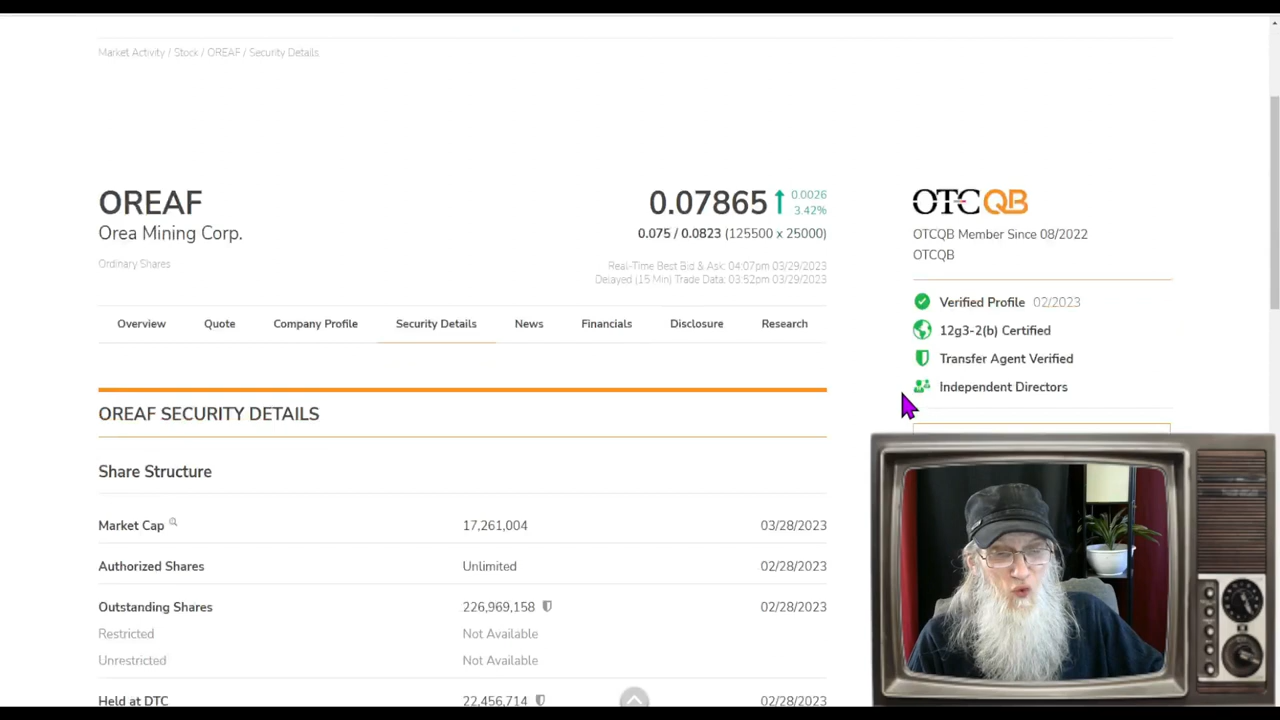 Market Activity / Stock / OREAF / Security Details
OREAF
Orea Mining Corp.
Ordinary Shares
0.07865
0.0026
3.42%
0.075 / 0.0823 (125500 x 25000)
Real-Time Best Bid & Ask: 04:07pm 03/29/2023
Delayed (15 Min) Trade Data: 03:52pm 03/29/2023
OTCQB
OTCQB Member Since 08/2022
OTCQB
Verified Profile 02/2023
12g3-2(b) Certified
Transfer Agent Verified
Independent Directors
Overview Quote Company Profile Security Details News Financials Disclosure Research
OREAF SECURITY DETAILS
Share Structure
Market Cap 17,261,004 03/28/2023
Authorized Shares Unlimited 02/28/2023
Outstanding Shares 226,969,158 02/28/2023
Restricted Not Available
Unrestricted Not Available
Held at DTC 22,456,714 02/28/2023